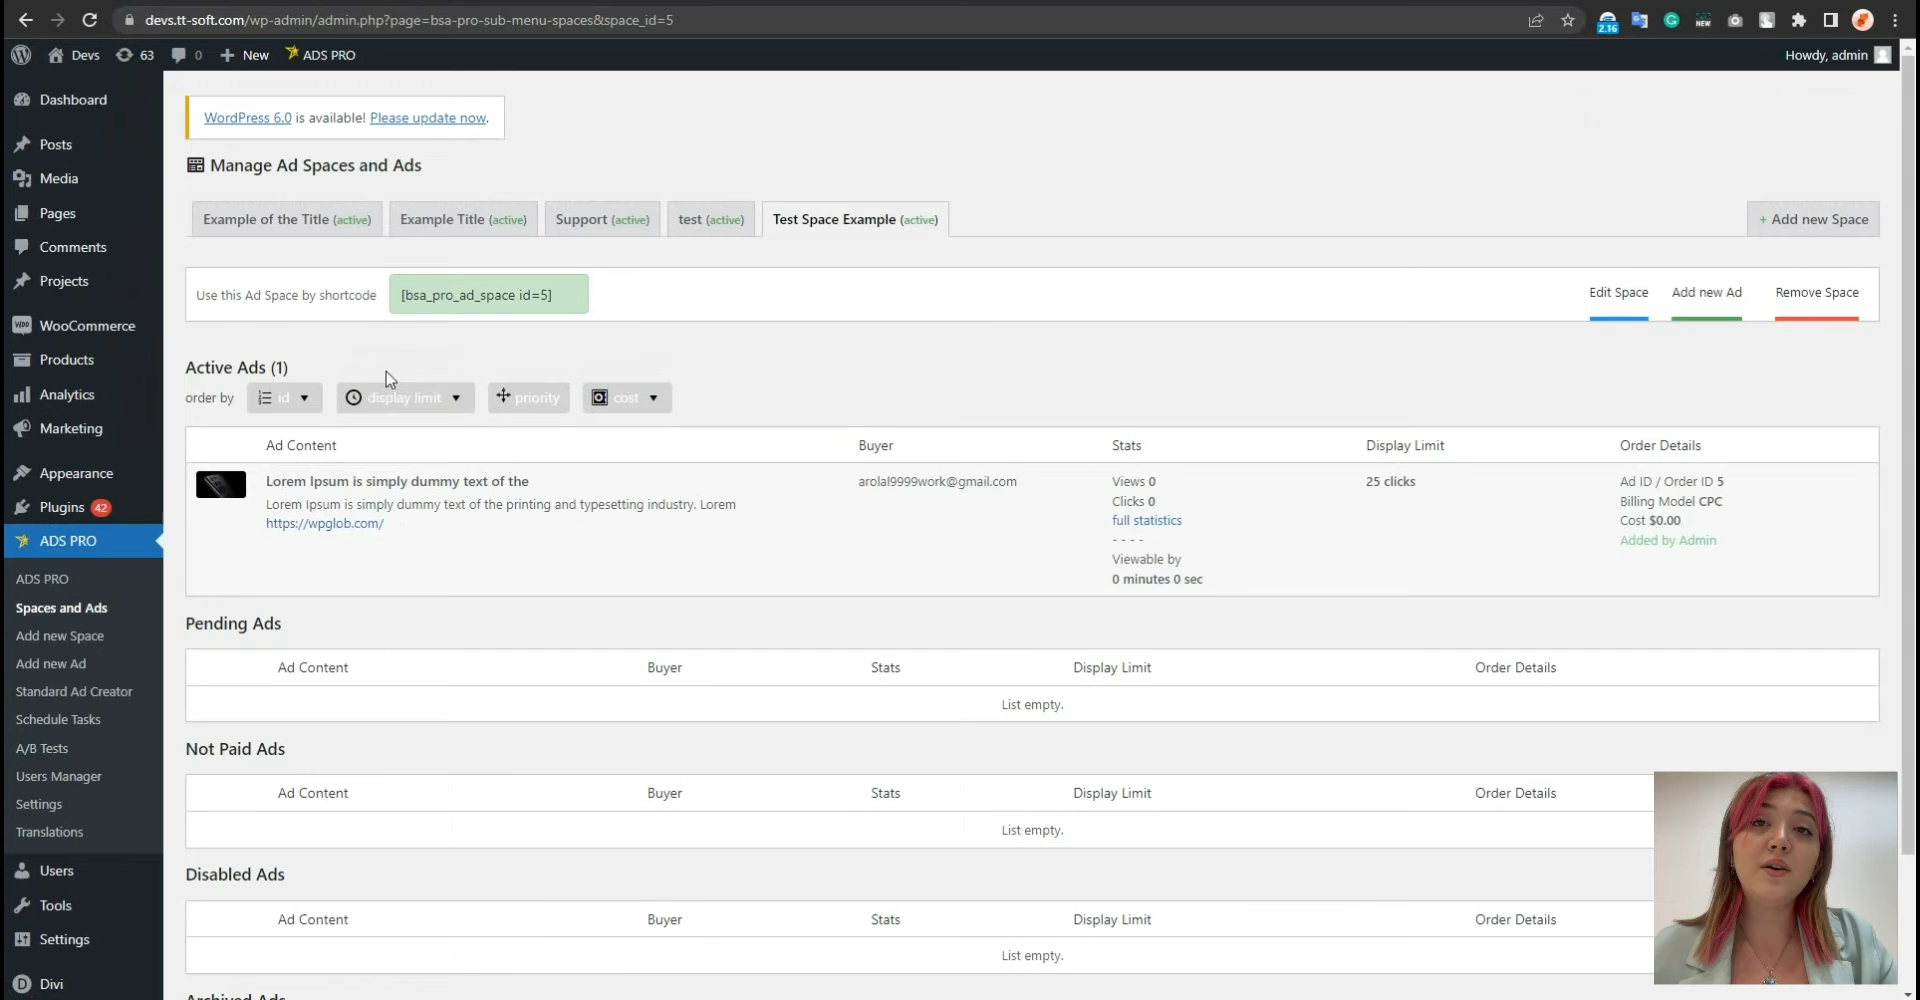 devs.tt-soft.com/wp-admin/admin.php?page=bsa-pro-sub-menu-spaces&space_id=5
2.16
NEW
Devs 63 0 New ADS PRO Howdy, admin
Dashboard
Posts
Media
Pages
Comments
Projects
WooCommerce
Products
Analytics
Marketing
Appearance
Plugins 42
ADS PRO
ADS PRO
Spaces and Ads
Add new Space
Add new Ad
Standard Ad Creator
Schedule Tasks
A/B Tests
Users Manager
Settings
Translations
Users
Tools
Settings
Divi
WordPress 6.0 is available! Please update now.
Manage Ad Spaces and Ads
Example of the Title (active) Example Title (active) Support (active) test (active) Test Space Example (active) + Add new Space
Use this Ad Space by shortcode [bsa_pro_ad_space id=5] Edit Space Add new Ad Remove Space
Active Ads (1)
order by id display limit priority cost
Ad Content Buyer Stats Display Limit Order Details
Lorem Ipsum is simply dummy text of the
Lorem Ipsum is simply dummy text of the printing and typesetting industry. Lorem
https://wpglob.com/
arolal9999work@gmail.com
Views 0
Clicks 0
full statistics
- - - -
Viewable by
0 minutes 0 sec
25 clicks
Ad ID / Order ID 5
Billing Model CPC
Cost $0.00
Added by Admin
Pending Ads
Ad Content Buyer Stats Display Limit Order Details
List empty.
Not Paid Ads
Ad Content Buyer Stats Display Limit Order Details
List empty.
Disabled Ads
Ad Content Buyer Stats Display Limit Order Details
List empty.
Archived Ads